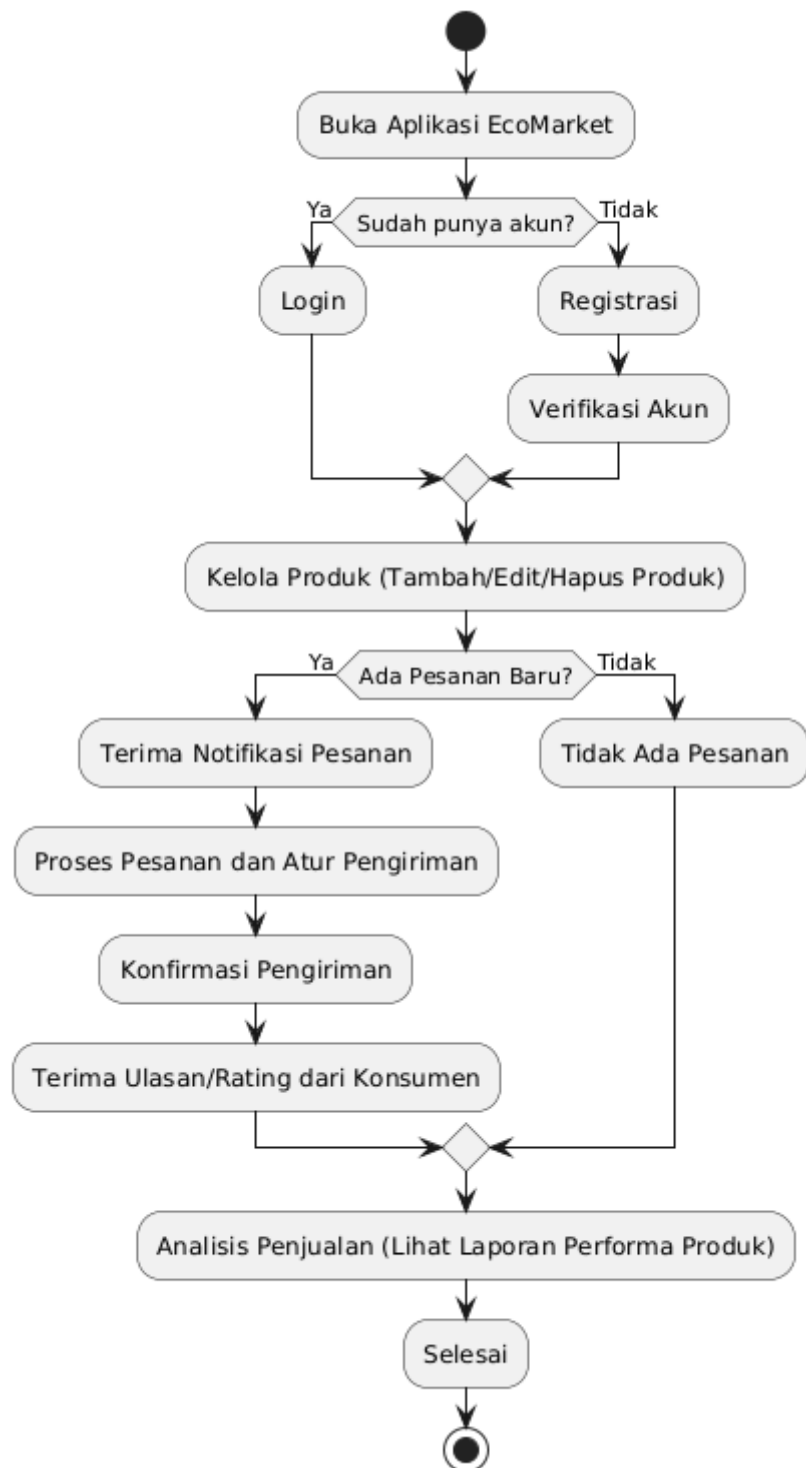 Buka Aplikasi EcoMarket
Ya
Sudah punya akun?
Tidak
Login
Registrasi
Verifikasi Akun
Kelola Produk (Tambah/Edit/Hapus Produk)
Ya
Ada Pesanan Baru?
Tidak
Terima Notifikasi Pesanan
Tidak Ada Pesanan
Proses Pesanan dan Atur Pengiriman
Konfirmasi Pengiriman
Terima Ulasan/Rating dari Konsumen
Analisis Penjualan (Lihat Laporan Performa Produk)
Selesai